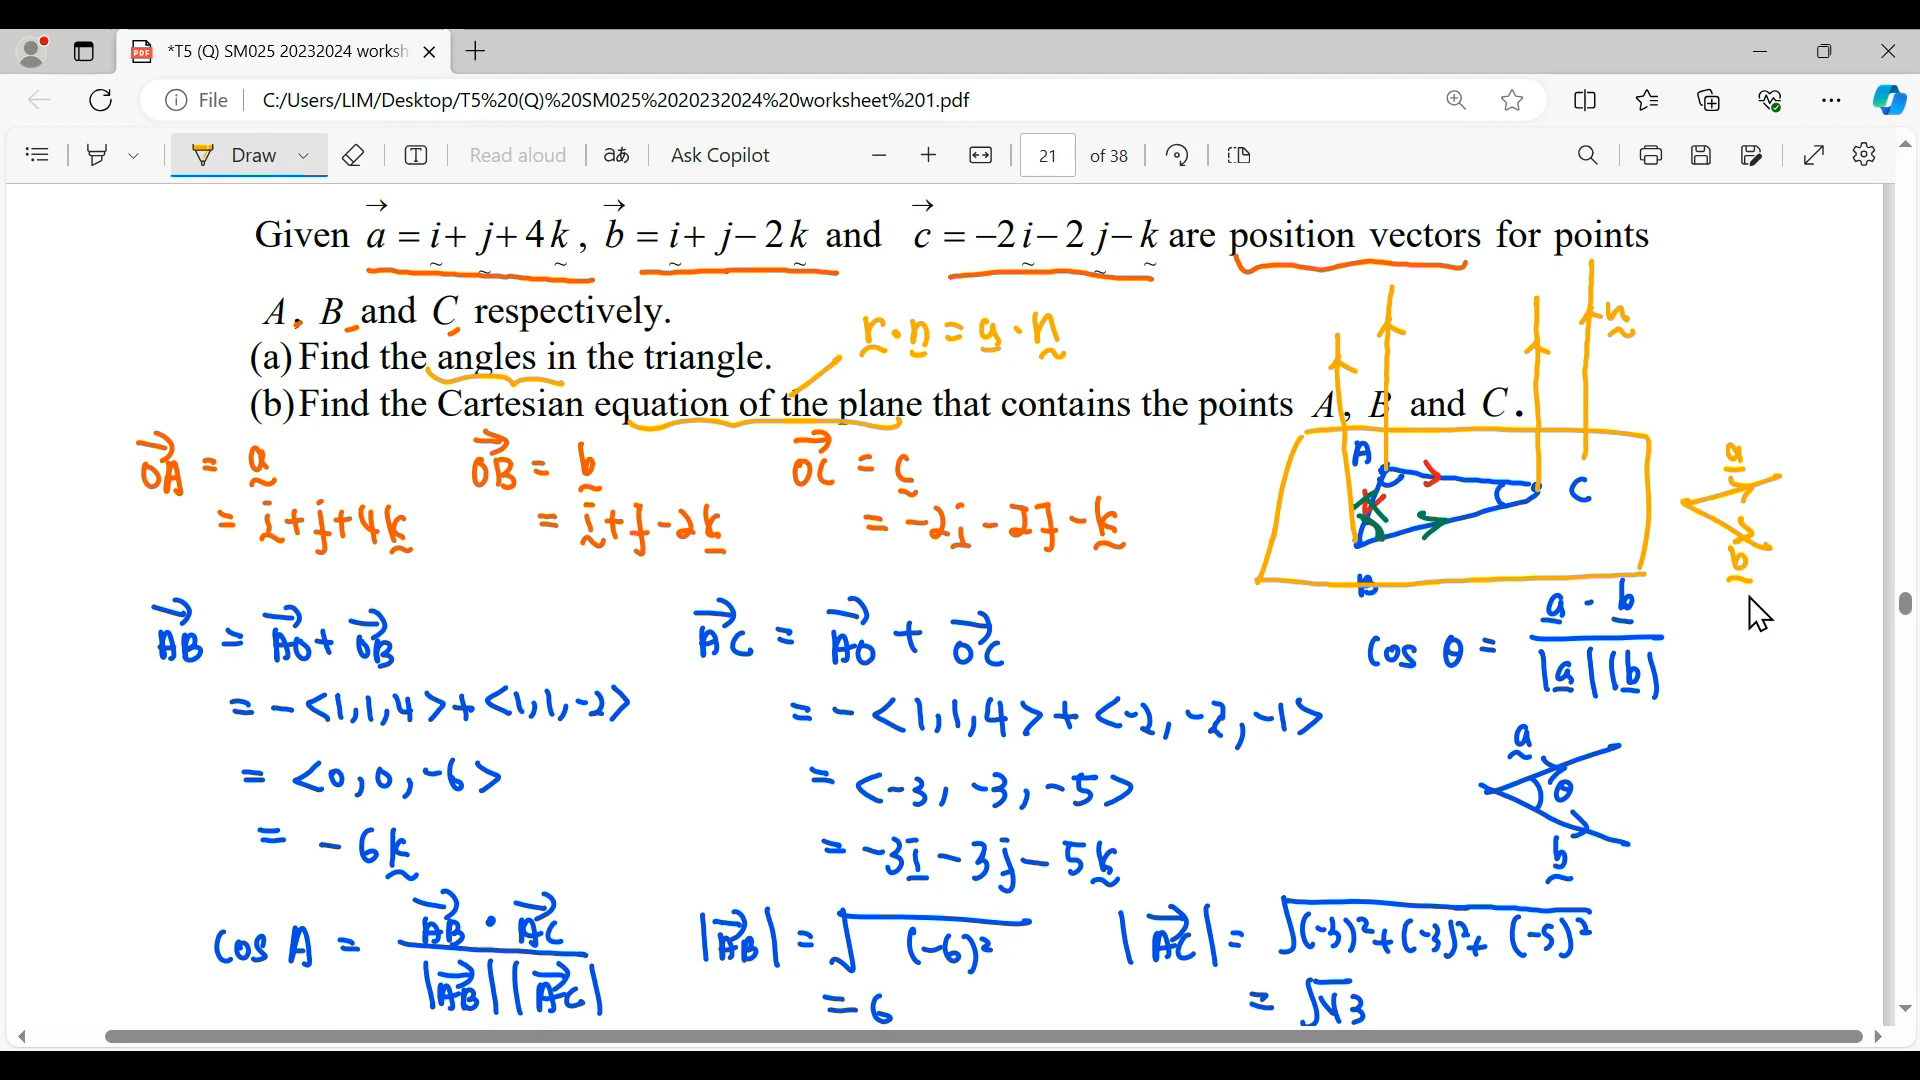 *T5 (Q) SM025 20232024 worksh
File C:/Users/LIM/Desktop/T5%20(Q)%20SM025%2020232024%20worksheet%201.pdf
Draw Read aloud aあ Ask Copilot 21 of 38
Given a = i + j + 4k , b = i + j − 2k and c = −2i − 2j − k are position vectors for points
A, B and C respectively.
(a) Find the angles in the triangle.
(b) Find the Cartesian equation of the plane that contains the points A, B and C.
r · n = a · n
n
A C
B
a
b
OA = a OB = b OC = c
= i + j + 4k = i + j − 2k = −2i − 2j − k
AB = AO + OB AC = AO + OC
= −<1,1,4> + <1,1,−2> = −<1,1,4> + <−2,−2,−1>
= <0,0,−6> = <−3, −3, −5>
= −6k = −3i − 3j − 5k
cos θ = a · b / |a||b|
a
θ
b
cos A = AB · AC / |AB||AC| |AB| = √(−6)² |AC| = √(−3)² + (−3)² + (−5)²
= 6 = √43